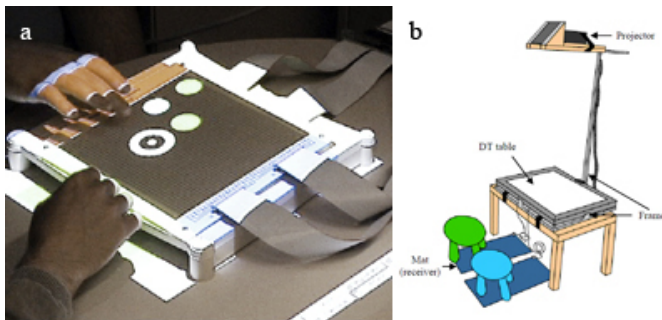 a
b
Projector
DT table
Frame
Mat
(receiver)